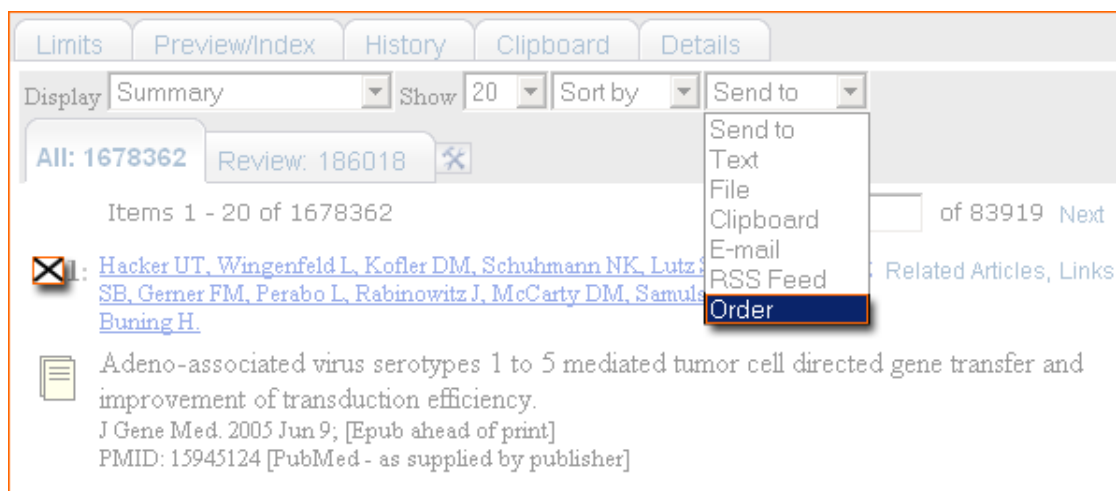 Limits Preview/Index History Clipboard Details
Display Summary Show 20 Sort by Send to
Send to
Text
File
Clipboard
E-mail
RSS Feed
Order
All: 1678362 Review: 186018
Items 1 - 20 of 1678362 of 83919 Next
Hacker UT, Wingenfeld L, Kofler DM, Schuhmann NK, Lutz Related Articles, Links
SB, Gerner FM, Perabo L, Rabinowitz J, McCarty DM,
Buning H.
Adeno-associated virus serotypes 1 to 5 mediated tumor cell directed gene transfer and
improvement of transduction efficiency.
J Gene Med. 2005 Jun 9; [Epub ahead of print]
PMID: 15945124 [PubMed - as supplied by publisher]